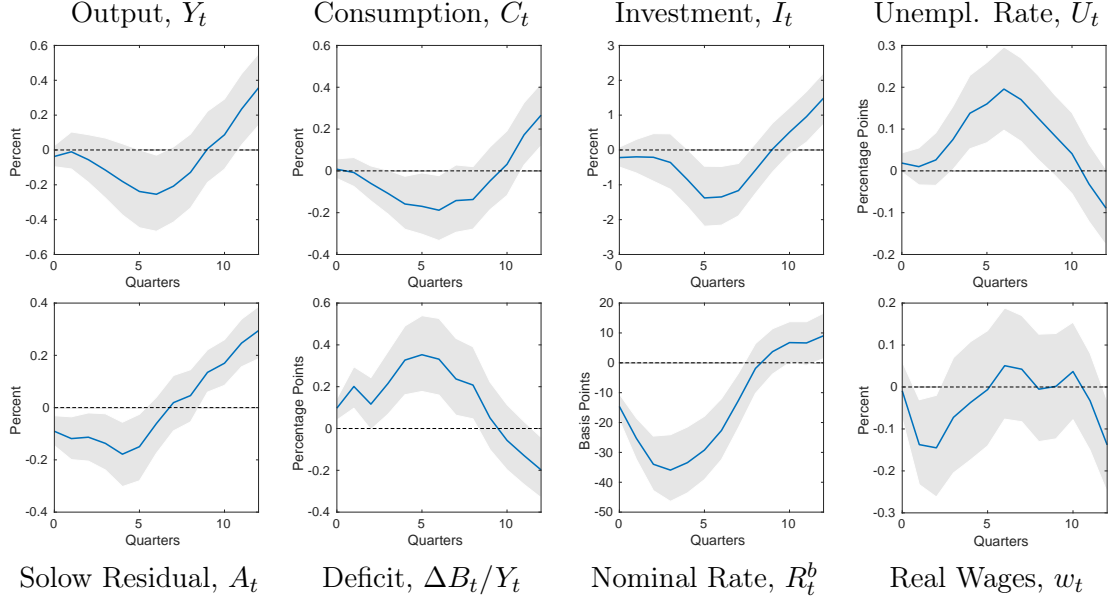 Output, Y_t
Consumption, C_t
Investment, I_t
Unempl. Rate, U_t
0.6
0.4
0.2
0
-0.2
-0.4
-0.6
Percent
0 5 10
Quarters
0.6
0.4
0.2
0
-0.2
-0.4
Percent
0 5 10
Quarters
3
2
1
0
-1
-2
-3
Percent
0 5 10
Quarters
0.3
0.2
0.1
0
-0.1
-0.2
Percentage Points
0 5 10
Quarters
0.4
0.2
0
-0.2
-0.4
Percent
0 5 10
Quarters
0.6
0.4
0.2
0
-0.2
-0.4
Percentage Points
0 5 10
Quarters
20
10
0
-10
-20
-30
-40
-50
Basis Points
0 5 10
Quarters
0.2
0.1
0
-0.1
-0.2
-0.3
Percent
0 5 10
Quarters
Solow Residual, A_t
Deficit, ΔB_t/Y_t
Nominal Rate, R_t^b
Real Wages, w_t